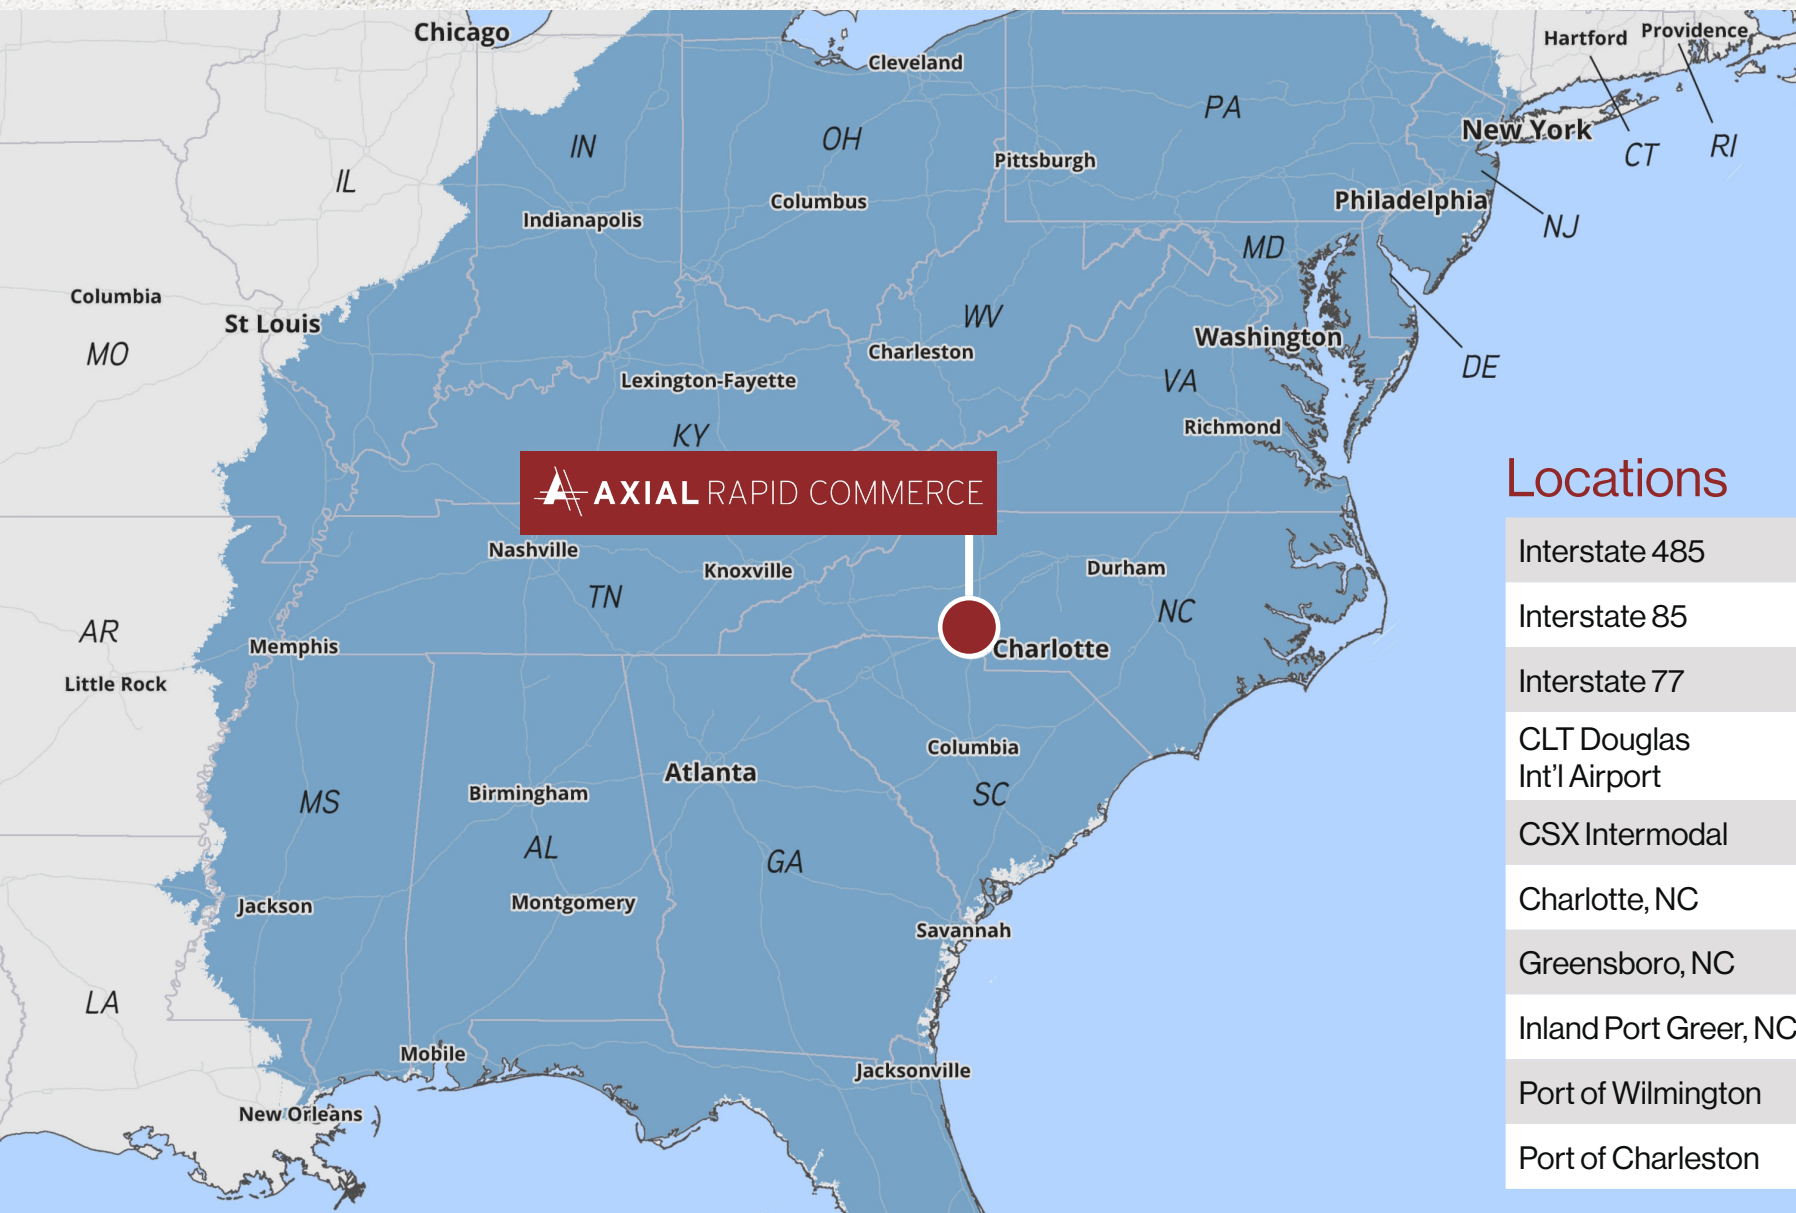 Chicago
Hartford
Providence
Cleveland
PA
New York
IN
OH
Pittsburgh
CT
RI
IL
Columbus
Philadelphia
Indianapolis
NJ
MD
Columbia
St Louis
WV
Washington
MO
Charleston
DE
Lexington-Fayette
VA
KY
Richmond
AXIAL RAPID COMMERCE
Nashville
Knoxville
Durham
TN
NC
AR
Memphis
Charlotte
Little Rock
Columbia
Atlanta
Birmingham
SC
MS
AL
GA
Jackson
Montgomery
Savannah
LA
Mobile
Jacksonville
New Orleans
Locations
Interstate 485
Interstate 85
Interstate 77
CLT Douglas
Int'l Airport
CSX Intermodal
Charlotte, NC
Greensboro, NC
Inland Port Greer, NC
Port of Wilmington
Port of Charleston